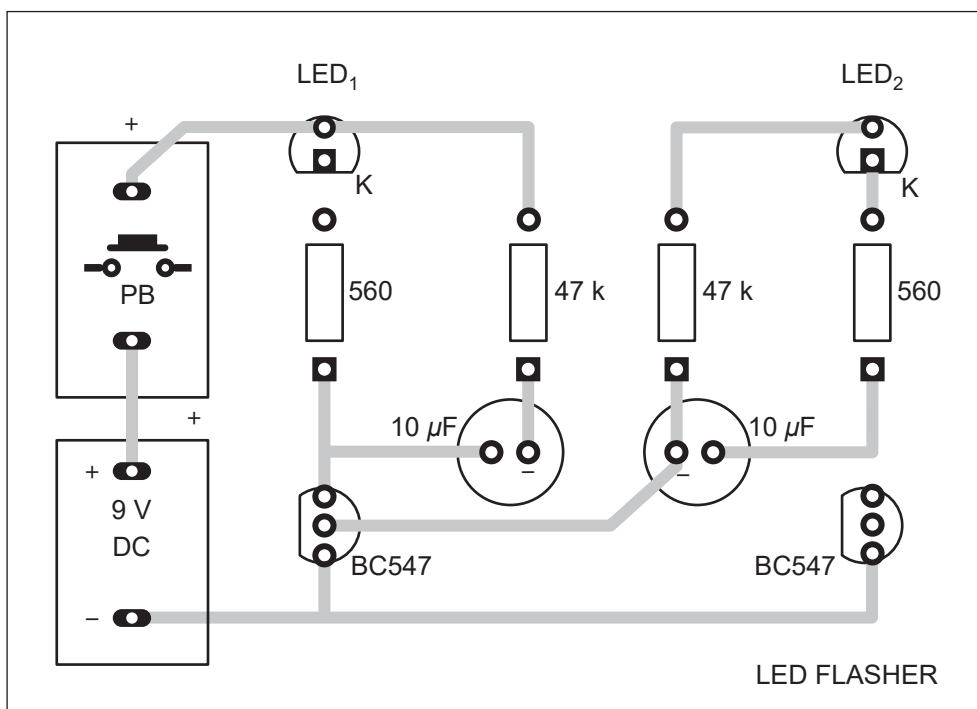 LED₁
LED₂
+
K
K
PB
560
47 k
47 k
560
+
10 µF
10 µF
+
−
−
9 V
DC
BC547
BC547
−
LED FLASHER